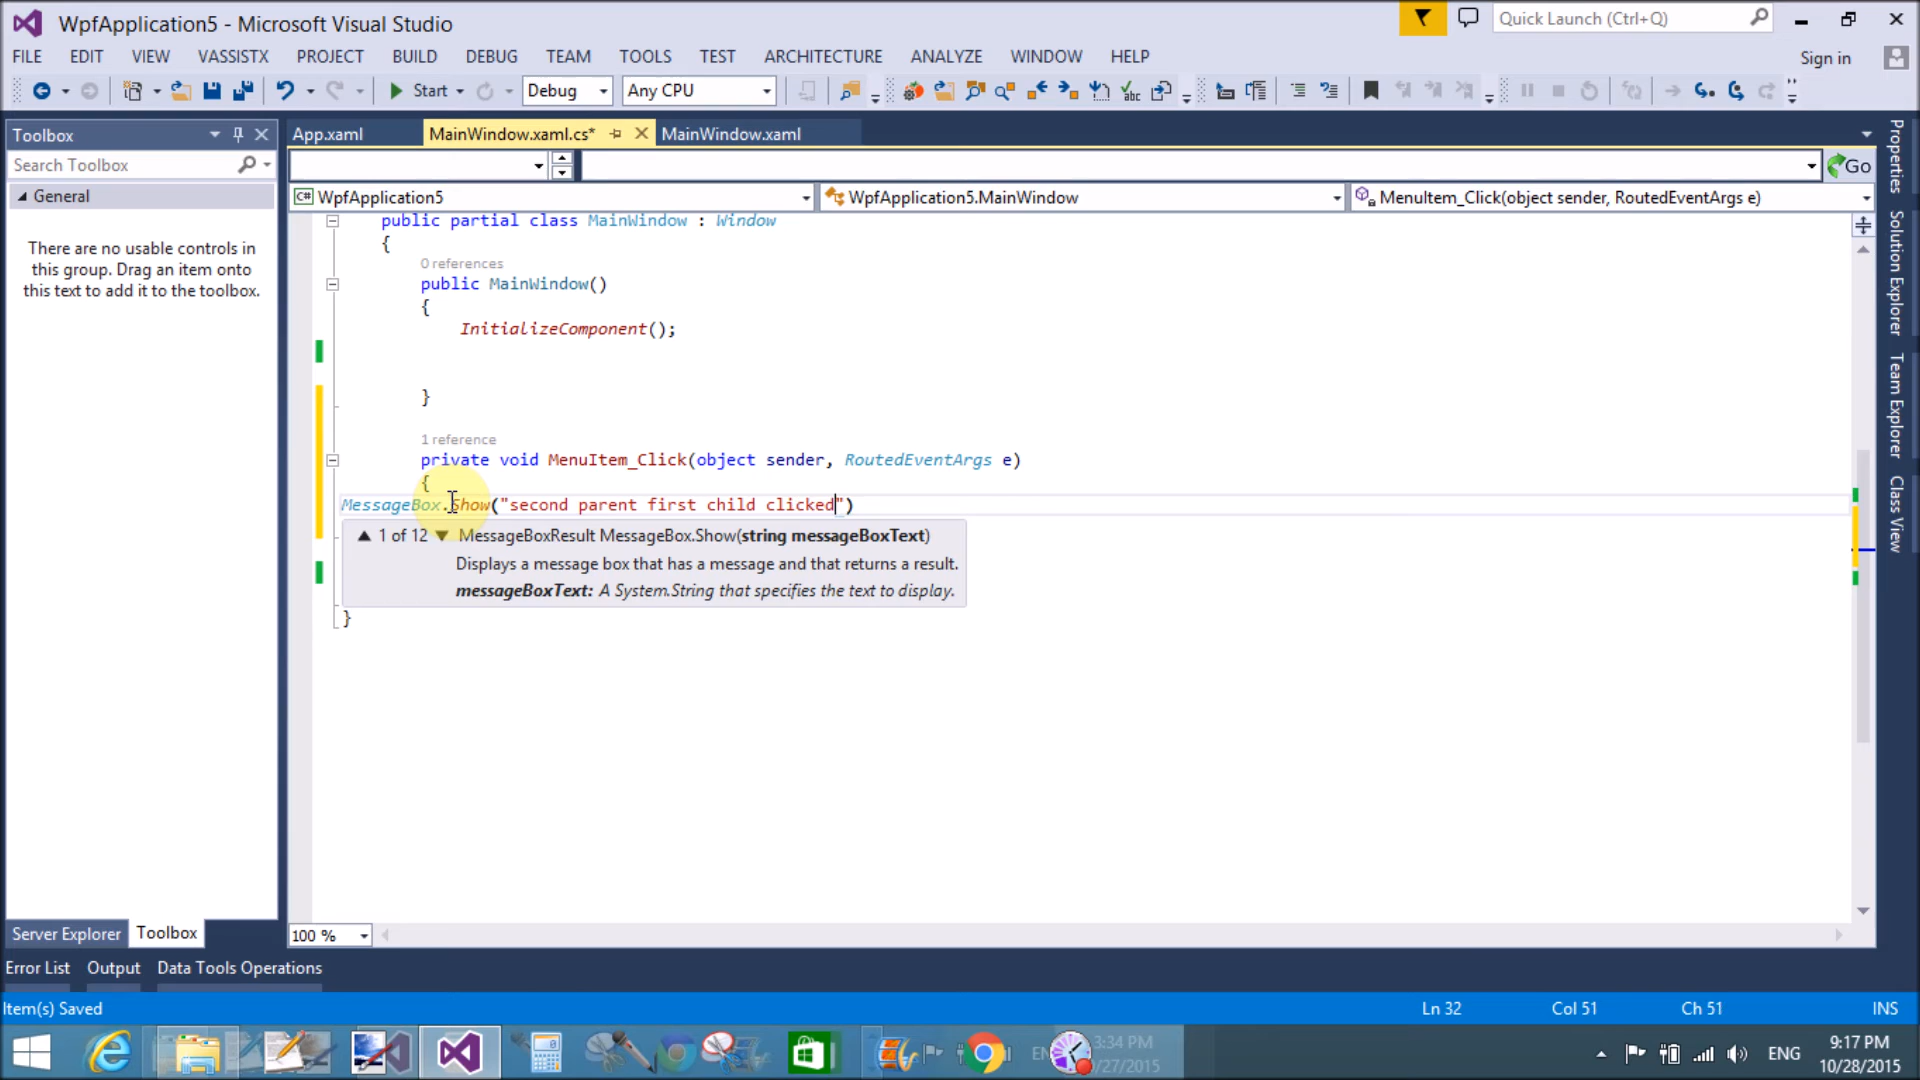 WpfApplication5 - Microsoft Visual Studio
Quick Launch (Ctrl+Q)
FILE EDIT VIEW VASSISTX PROJECT BUILD DEBUG TEAM TOOLS TEST ARCHITECTURE ANALYZE WINDOW HELP
Sign in
Start Debug Any CPU
Toolbox
App.xaml MainWindow.xaml.cs* MainWindow.xaml
Search Toolbox
Go
General
WpfApplication5 WpfApplication5.MainWindow MenuItem_Click(object sender, RoutedEventArgs e)
There are no usable controls in
this group. Drag an item onto
this text to add it to the toolbox.
public partial class MainWindow : Window
{
0 references
public MainWindow()
{
InitializeComponent();
}
1 reference
private void MenuItem_Click(object sender, RoutedEventArgs e)
{
MessageBox.Show("second parent first child clicked")
1 of 12 MessageBoxResult MessageBox.Show(string messageBoxText)
Displays a message box that has a message and that returns a result.
messageBoxText: A System.String that specifies the text to display.
}
Properties
Solution Explorer
Team Explorer
Class View
Server Explorer Toolbox
100 %
Error List Output Data Tools Operations
Item(s) Saved
Ln 32 Col 51 Ch 51 INS
3:34 PM
/27/2015
ENG
9:17 PM
10/28/2015